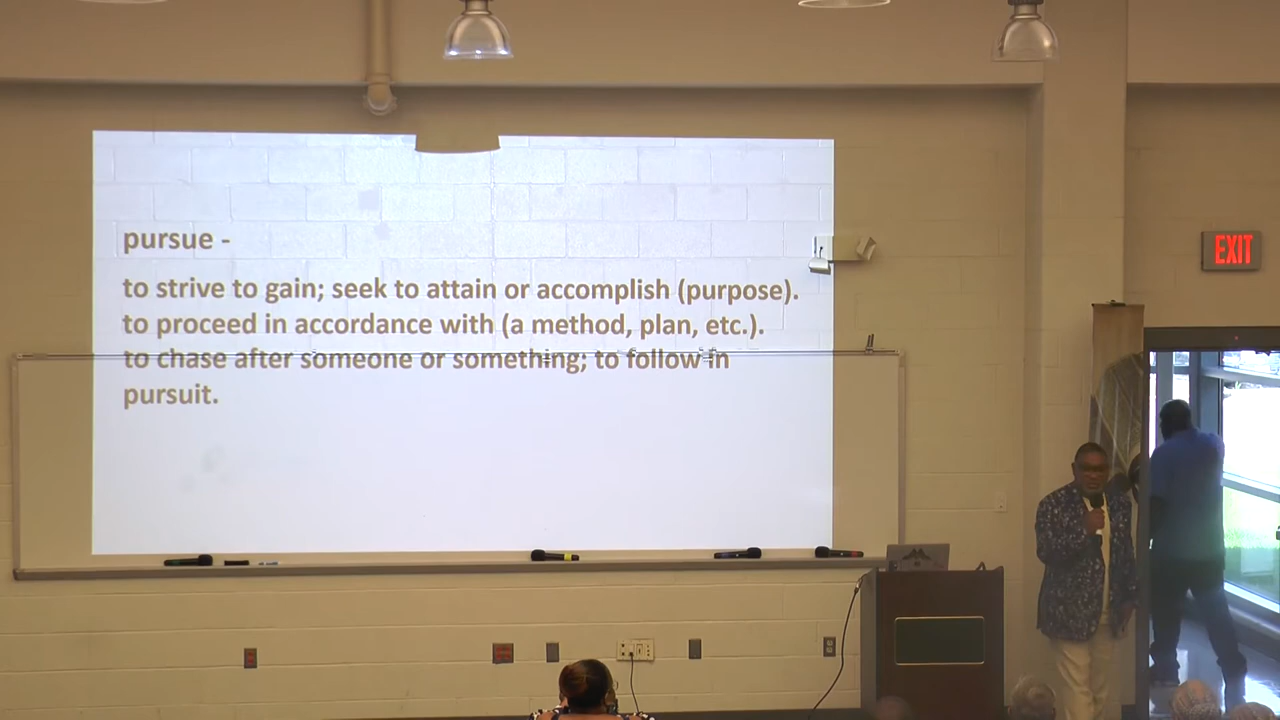 pursue -
to strive to gain; seek to attain or accomplish (purpose).
to proceed in accordance with (a method, plan, etc.).
to chase after someone or something; to follow in
pursuit.
EXIT